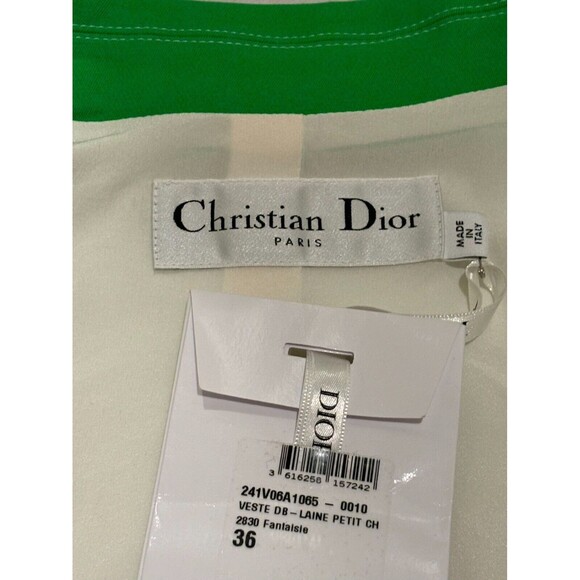 Christian Dior
PARIS
MADE
IN
ITALY
DIOR
3 616256 157242
241V06A1065 - 0010
VESTE DB-LAINE PETIT CH
2830 Fantaisie
36